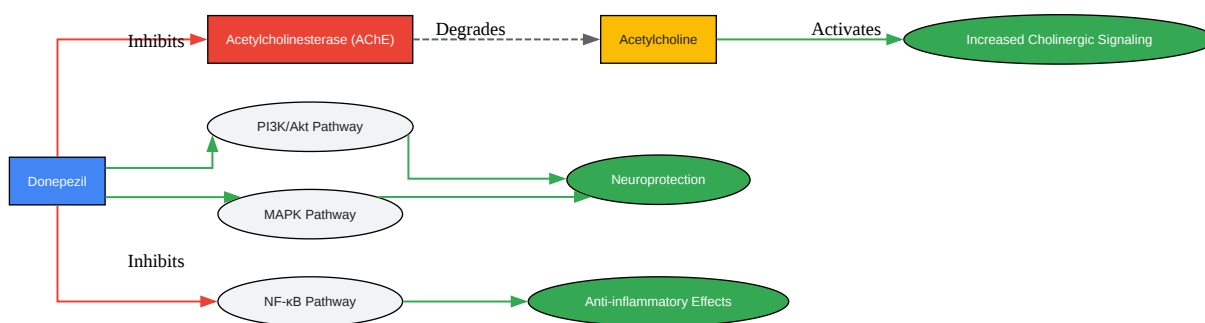 Inhibits
Acetylcholinesterase (AChE)
Degrades
Acetylcholine
Activates
Increased Cholinergic Signaling
PI3K/Akt Pathway
Donepezil
Neuroprotection
MAPK Pathway
Inhibits
NF-κB Pathway
Anti-inflammatory Effects